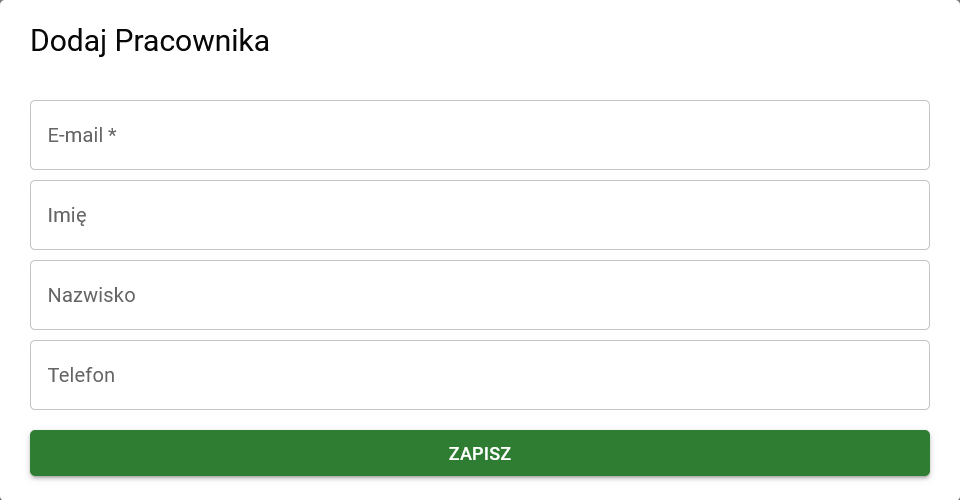 Dodaj Pracownika
E-mail *
Imię
Nazwisko
Telefon
ZAPISZ